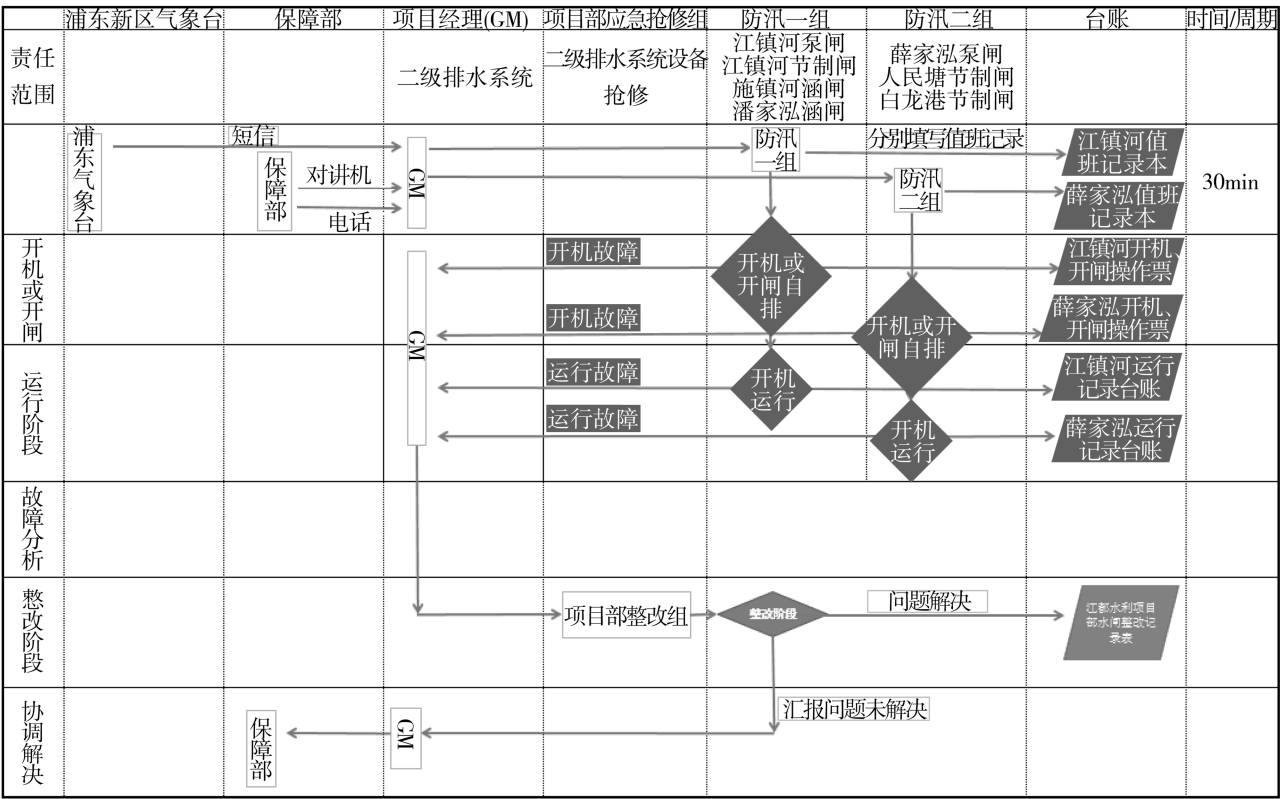 浦东新区气象台
保障部
项目经理(GM)
项目部应急抢修组
防汛一组
防汛二组
台账
时间/周期
责任
范围
二级排水系统
二级排水系统设备
抢修
江镇河泵闸
江镇河节制闸
施镇河涵闸
潘家泓涵闸
薛家泓泵闸
人民塘节制闸
白龙港节制闸
浦东气象台
短信
保障部
对讲机
电话
GM
防汛
一组
分别填写值班记录
防汛
二组
江镇河值
班记录本
薛家泓值班
记录本
30min
开机或开闸
GM
开机故障
开机或
开闸自
排
江镇河开机、
开闸操作票
开机故障
开机或开
闸自排
薛家泓开机、
开闸操作票
运行阶段
运行故障
开机
运行
江镇河运行
记录台账
运行故障
开机
运行
薛家泓运行
记录台账
故障分析
整改阶段
项目部整改组
整改阶段
问题解决
江都水利项目
部水闸整改记
录表
协调解决
保障部
GM
汇报问题未解决